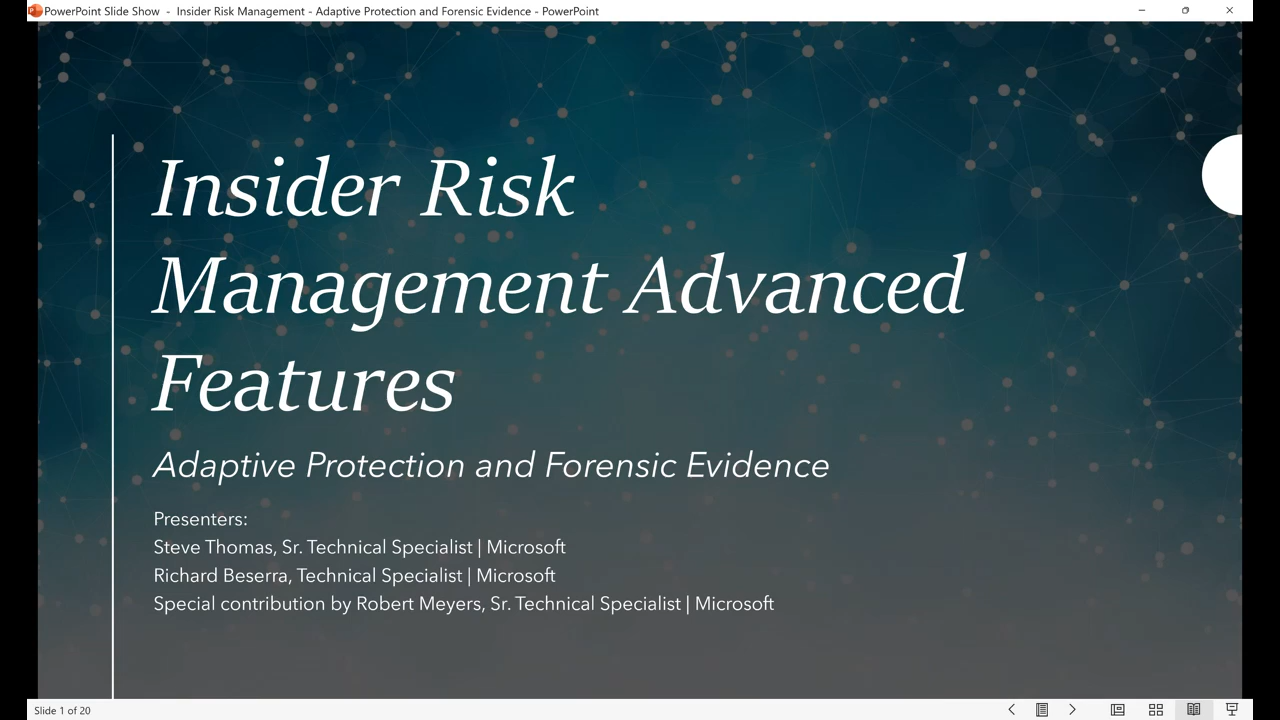 PowerPoint Slide Show - Insider Risk Management - Adaptive Protection and Forensic Evidence - PowerPoint
Insider Risk
Management Advanced
Features
Adaptive Protection and Forensic Evidence
Presenters:
Steve Thomas, Sr. Technical Specialist | Microsoft
Richard Beserra, Technical Specialist | Microsoft
Special contribution by Robert Meyers, Sr. Technical Specialist | Microsoft
Slide 1 of 20